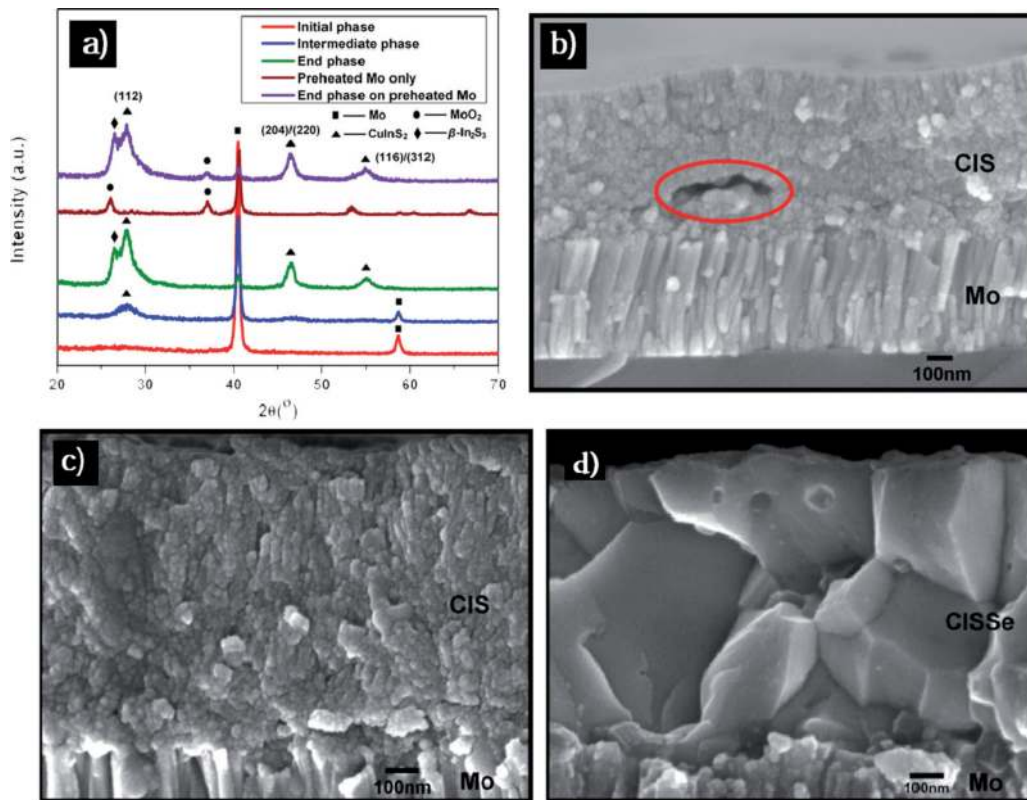 a)
Initial phase
Intermediate phase
End phase
Preheated Mo only
End phase on preheated Mo
■ Mo ● MoO₂
▲ CuInS₂ ♦ β-In₂S₃
(112)
(204)/(220)
(116)/(312)
Intensity (a.u.)
20 30 40 50 60 70
2θ(°)
b)
CIS
Mo
100nm
c)
CIS
100nm
Mo
d)
CISSe
100nm
Mo